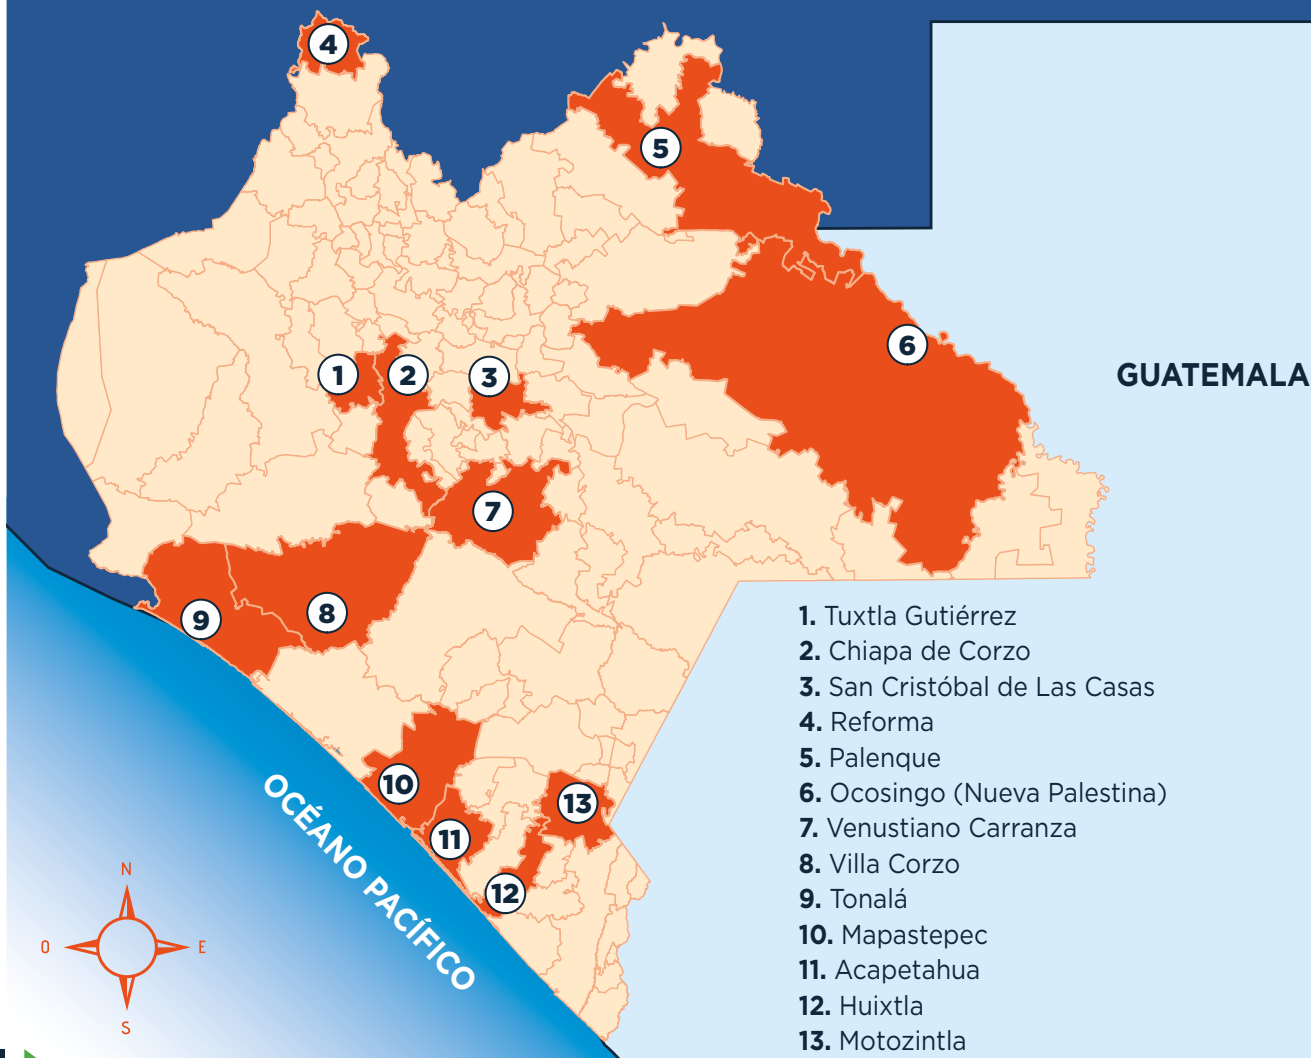 4
5
6
1
2
3
GUATEMALA
7
9
8
10
13
11
12
OCÉANO PACÍFICO
N
O
E
S
1. Tuxtla Gutiérrez
2. Chiapa de Corzo
3. San Cristóbal de Las Casas
4. Reforma
5. Palenque
6. Ocosingo (Nueva Palestina)
7. Venustiano Carranza
8. Villa Corzo
9. Tonalá
10. Mapastepec
11. Acapetahua
12. Huixtla
13. Motozintla